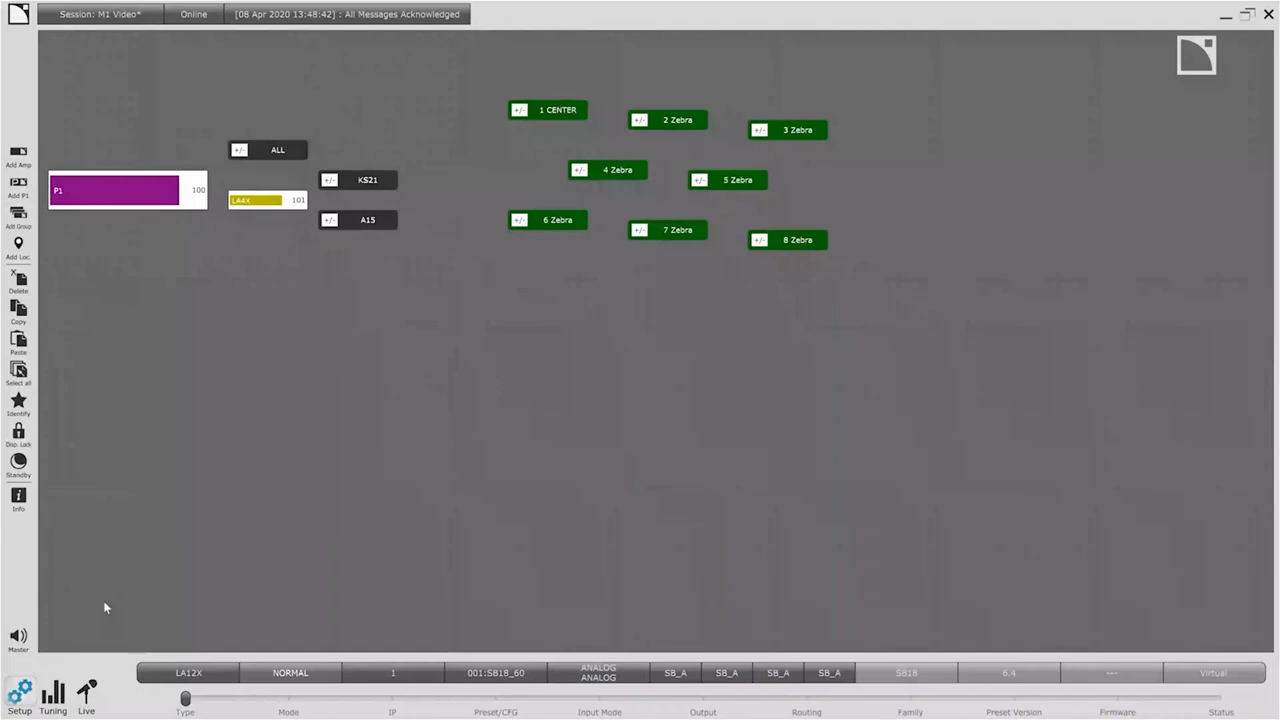 Session: M1 Video*
Online
[08 Apr 2020 13:48:42] : All Messages Acknowledged
Add Amp
Add P1
Add Group
Add Loc.
Delete
Copy
Paste
Select all
Identify
Disp. Lock
Standby
Info
Master
Setup
Tuning
Live
P1
100
+/- ALL
LA4X
101
+/- KS21
+/- A15
+/- 1 CENTER
+/- 2 Zebra
+/- 3 Zebra
+/- 4 Zebra
+/- 5 Zebra
+/- 6 Zebra
+/- 7 Zebra
+/- 8 Zebra
LA12X
NORMAL
1
001:SB18_60
ANALOG
ANALOG
SB_A
SB_A
SB_A
SB_A
SB18
6.4
---
Virtual
Type
Mode
IP
Preset/CFG
Input Mode
Output
Routing
Family
Preset Version
Firmware
Status